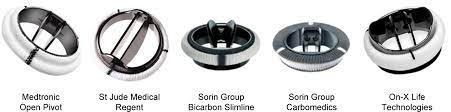 Medtronic
Open Pivot
St Jude Medical
Regent
Sorin Group
Bicarbon Slimline
Sorin Group
Carbomedics
On-X Life
Technologies